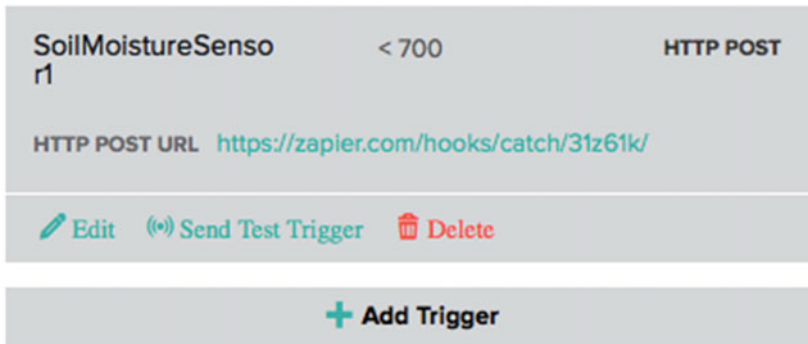 SoilMoistureSenso < 700 HTTP POST
r1
HTTP POST URL https://zapier.com/hooks/catch/31z61k/
Edit Send Test Trigger Delete
Add Trigger